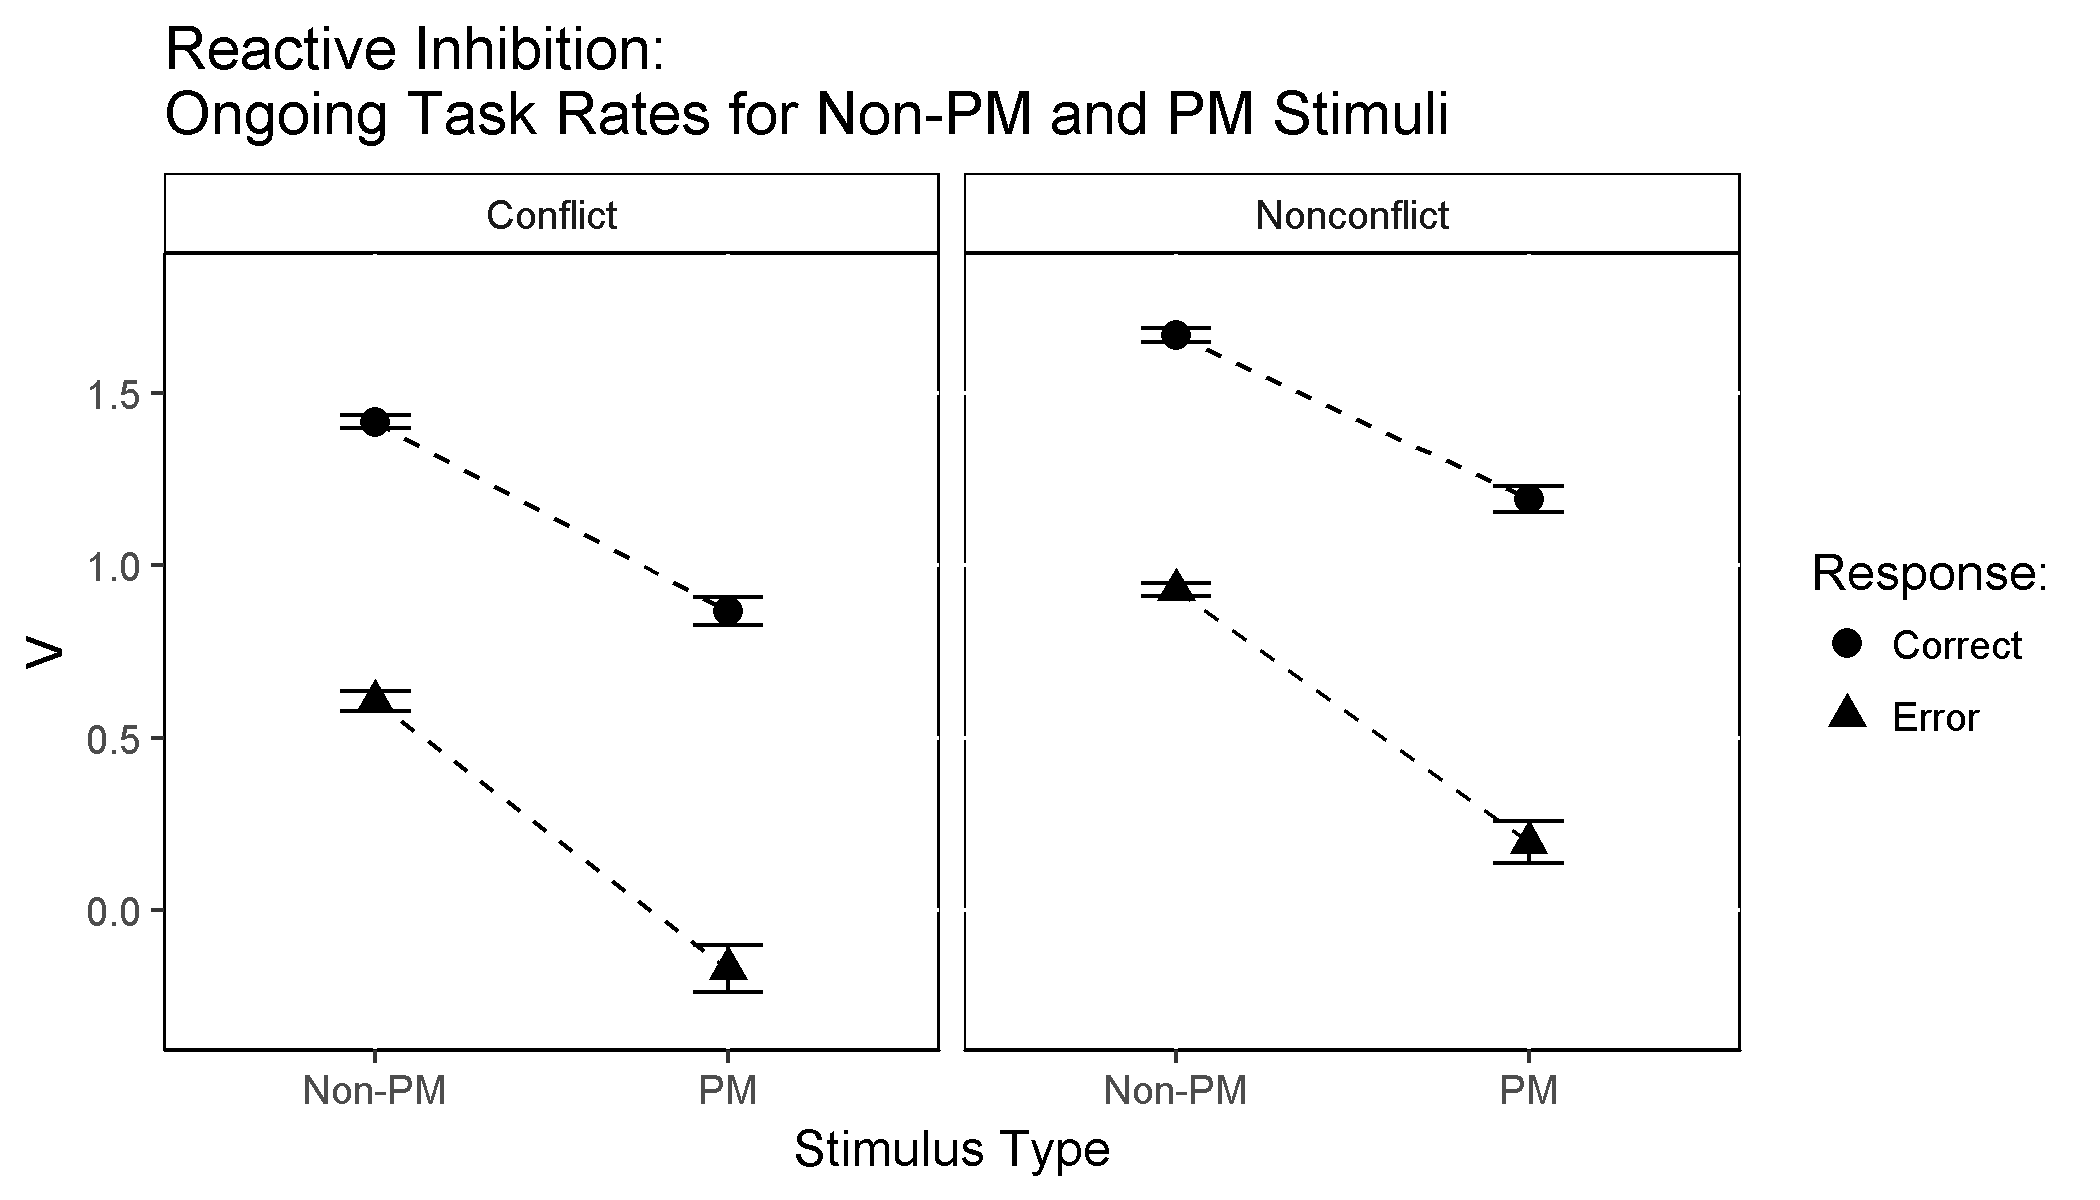 Reactive Inhibition:
Ongoing Task Rates for Non-PM and PM Stimuli
Conflict
Nonconflict
1.5
1.0
0.5
0.0
V
Non-PM
PM
Non-PM
PM
Stimulus Type
Response:
Correct
Error